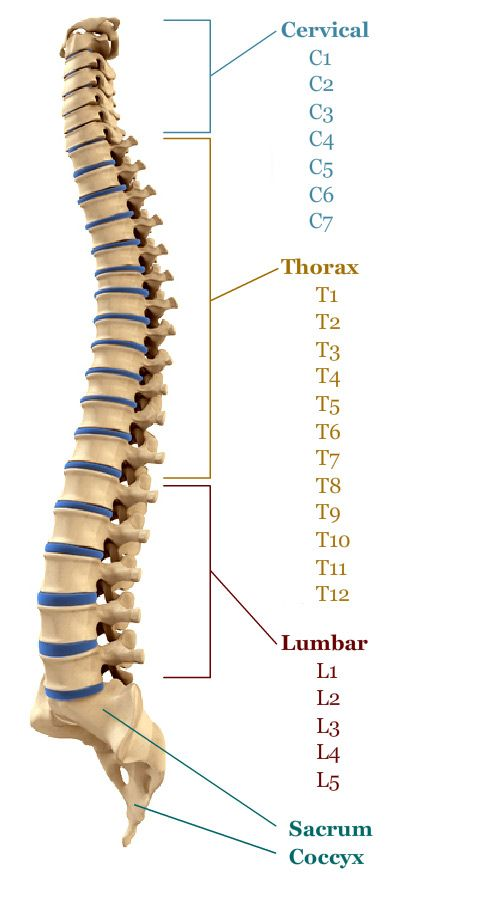 Cervical
C1
C2
C3
C4
C5
C6
C7
Thorax
T1
T2
T3
T4
T5
T6
T7
T8
T9
T10
T11
T12
Lumbar
L1
L2
L3
L4
L5
Sacrum
Coccyx